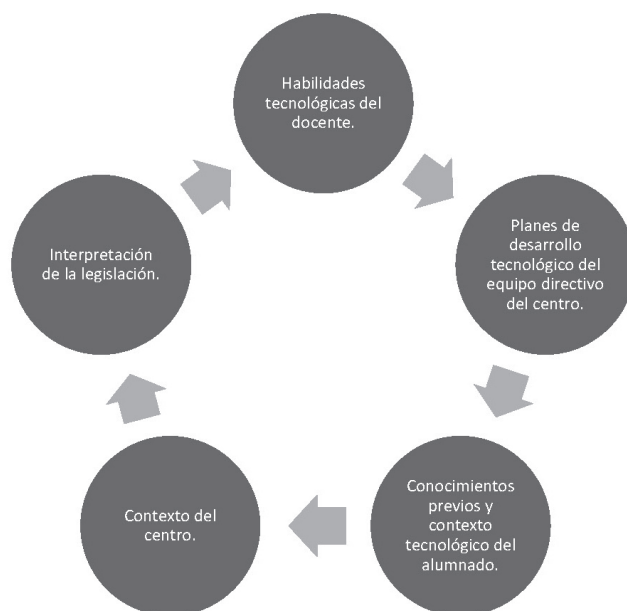 Habilidades
tecnológicas del
docente.
Planes de
desarrollo
tecnológico del
equipo directivo
del centro.
Conocimientos
previos y
contexto
tecnológico del
alumnado.
Contexto del
centro.
Interpretación
de la legislación.